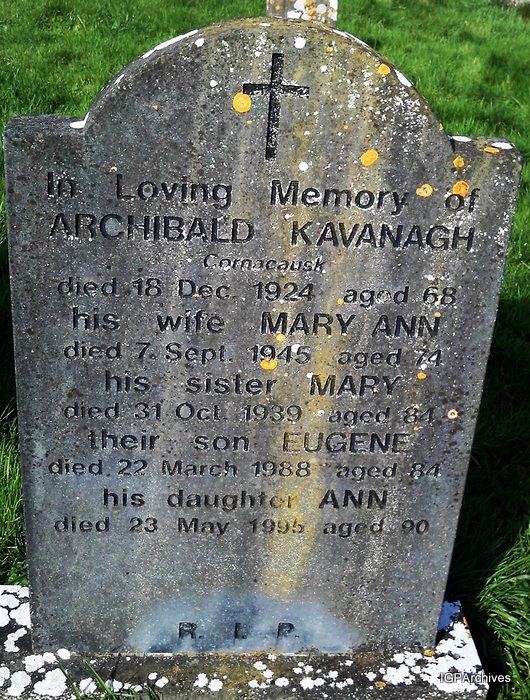 In Loving Memory of
ARCHIBALD KAVANAGH
Cornacausk
died 18 Dec. 1924 aged 68
his wife MARY ANN
died 7. Sept. 1945 aged 74
his sister MARY
died 31 Oct. 1939 aged 84
their son EUGENE
died. 22 March 1988 aged 84
his daughter ANN
died 23 May 1995 aged 90
R. I. P.
IGPArchives